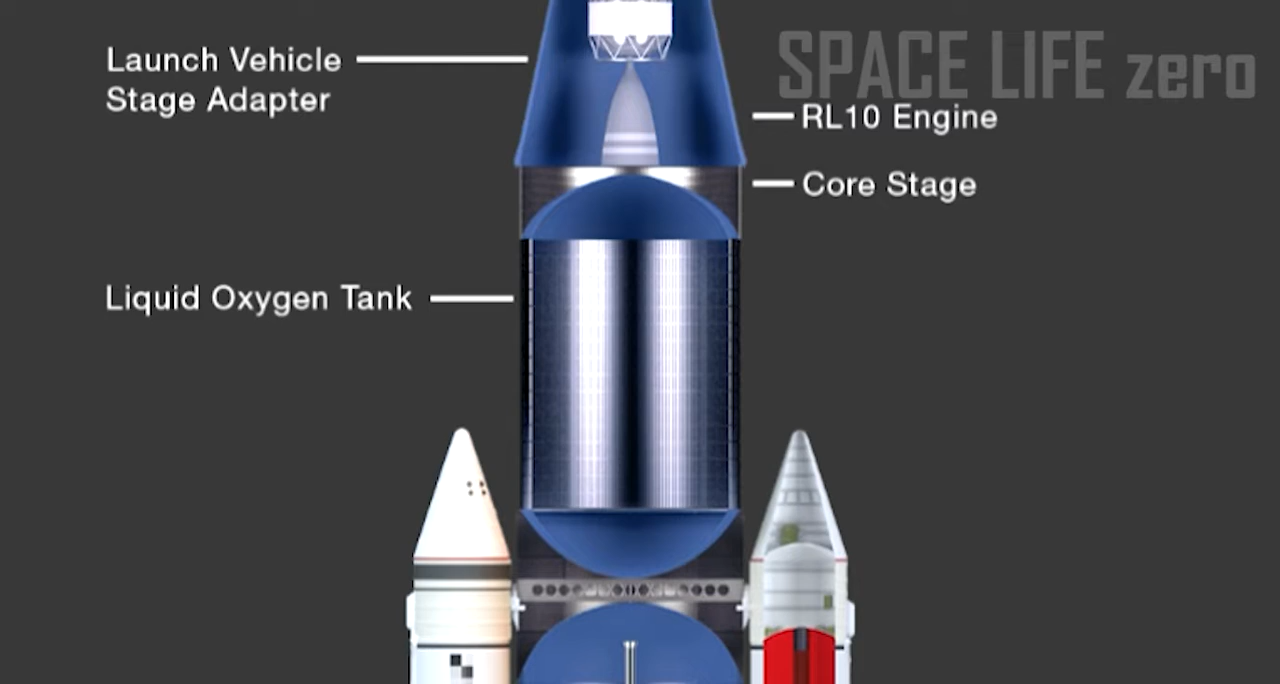 SPACE LIFE zero
Launch Vehicle
Stage Adapter
RL10 Engine
Core Stage
Liquid Oxygen Tank